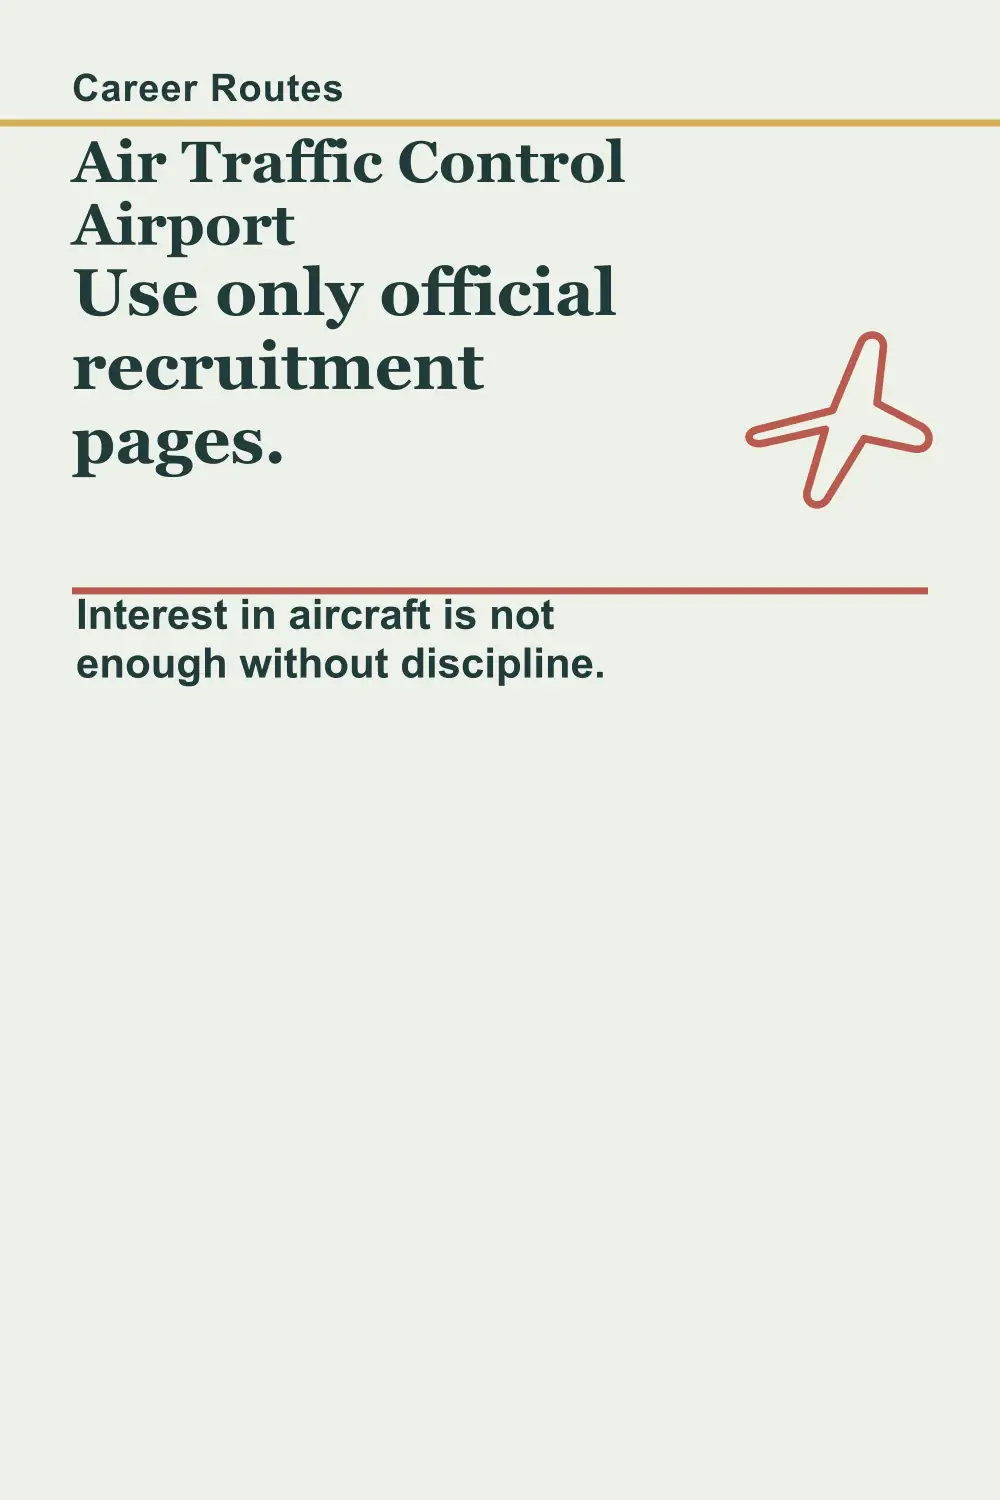 Career Routes
Air Traffic Control
Airport
Use only official
recruitment
pages.
Interest in aircraft is not
enough without discipline.